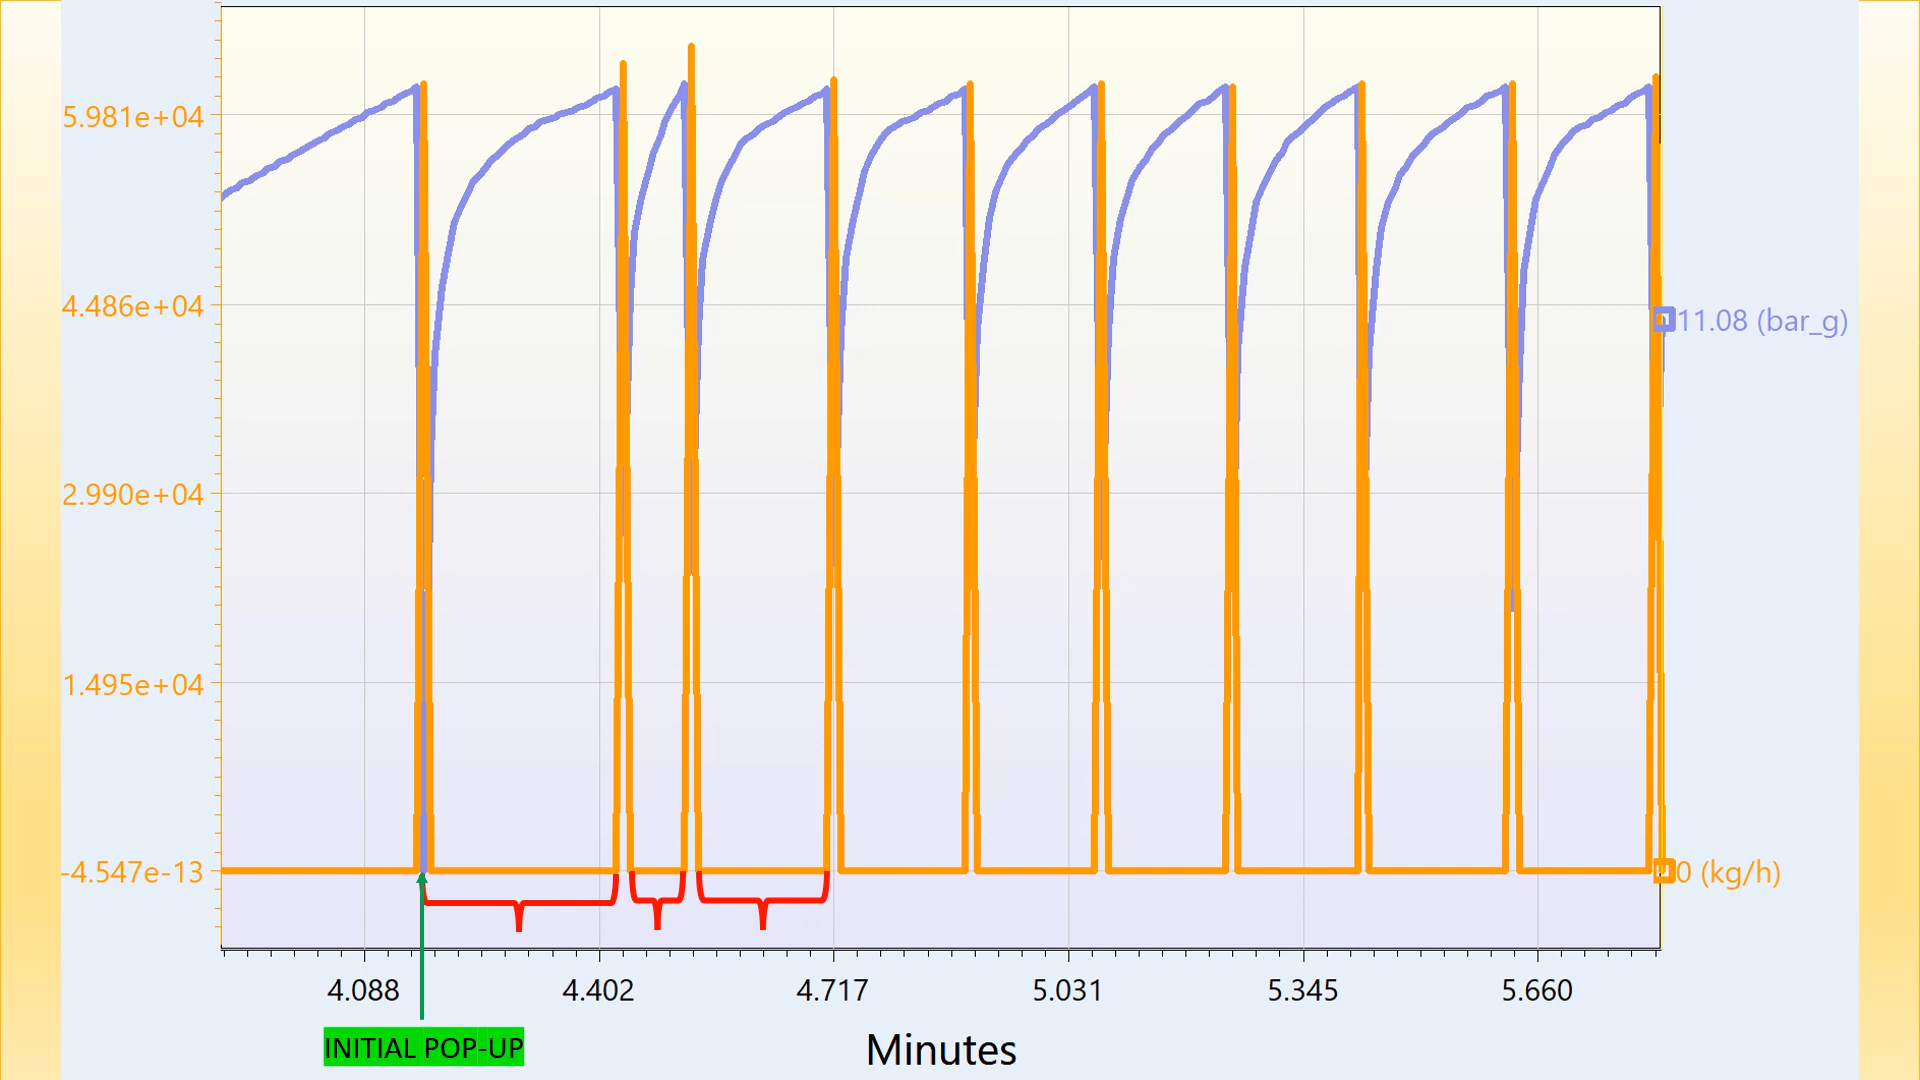 5.981e+04
4.486e+04
11.08 (bar_g)
2.990e+04
1.495e+04
-4.547e-13
0 (kg/h)
4.088 4.402 4.717 5.031 5.345 5.660
INITIAL POP-UP
Minutes